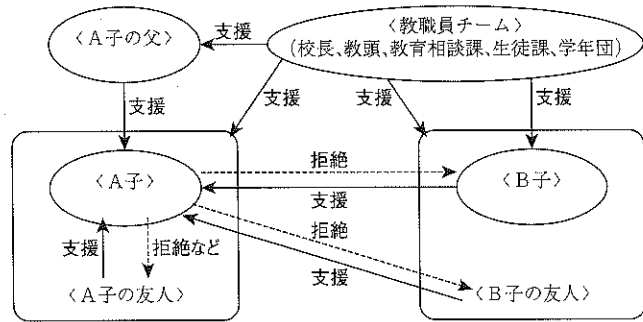 〈A子の父〉
支援
〈教職員チーム〉
(校長、教頭、教育相談課、生徒課、学年団)
支援
支援
支援
支援
〈A子〉
拒絶
支援
〈B子〉
支援
拒絶など
拒絶
支援
〈A子の友人〉
〈B子の友人〉